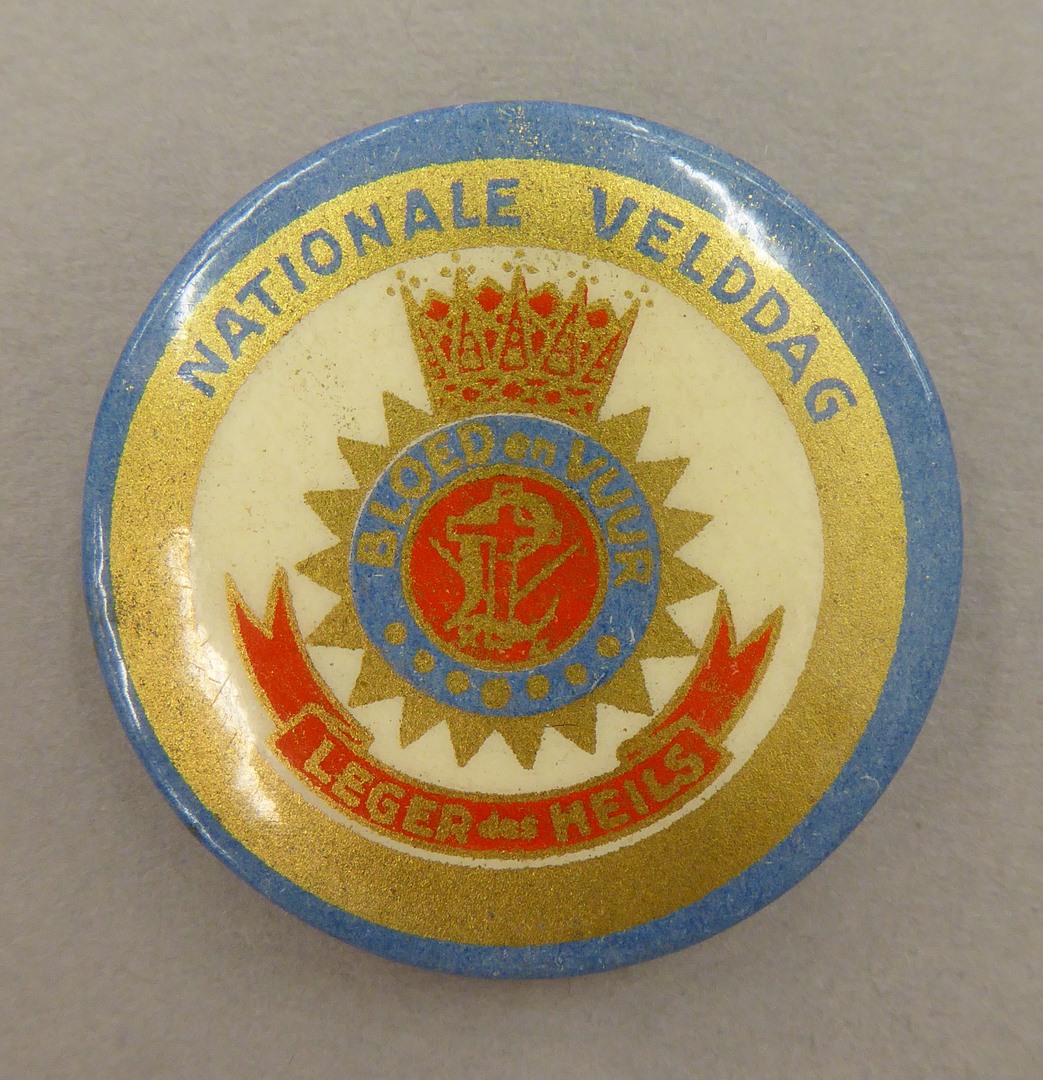 NATIONALE VELDDAG
BLOED en VUUR
LEGER des HEILS